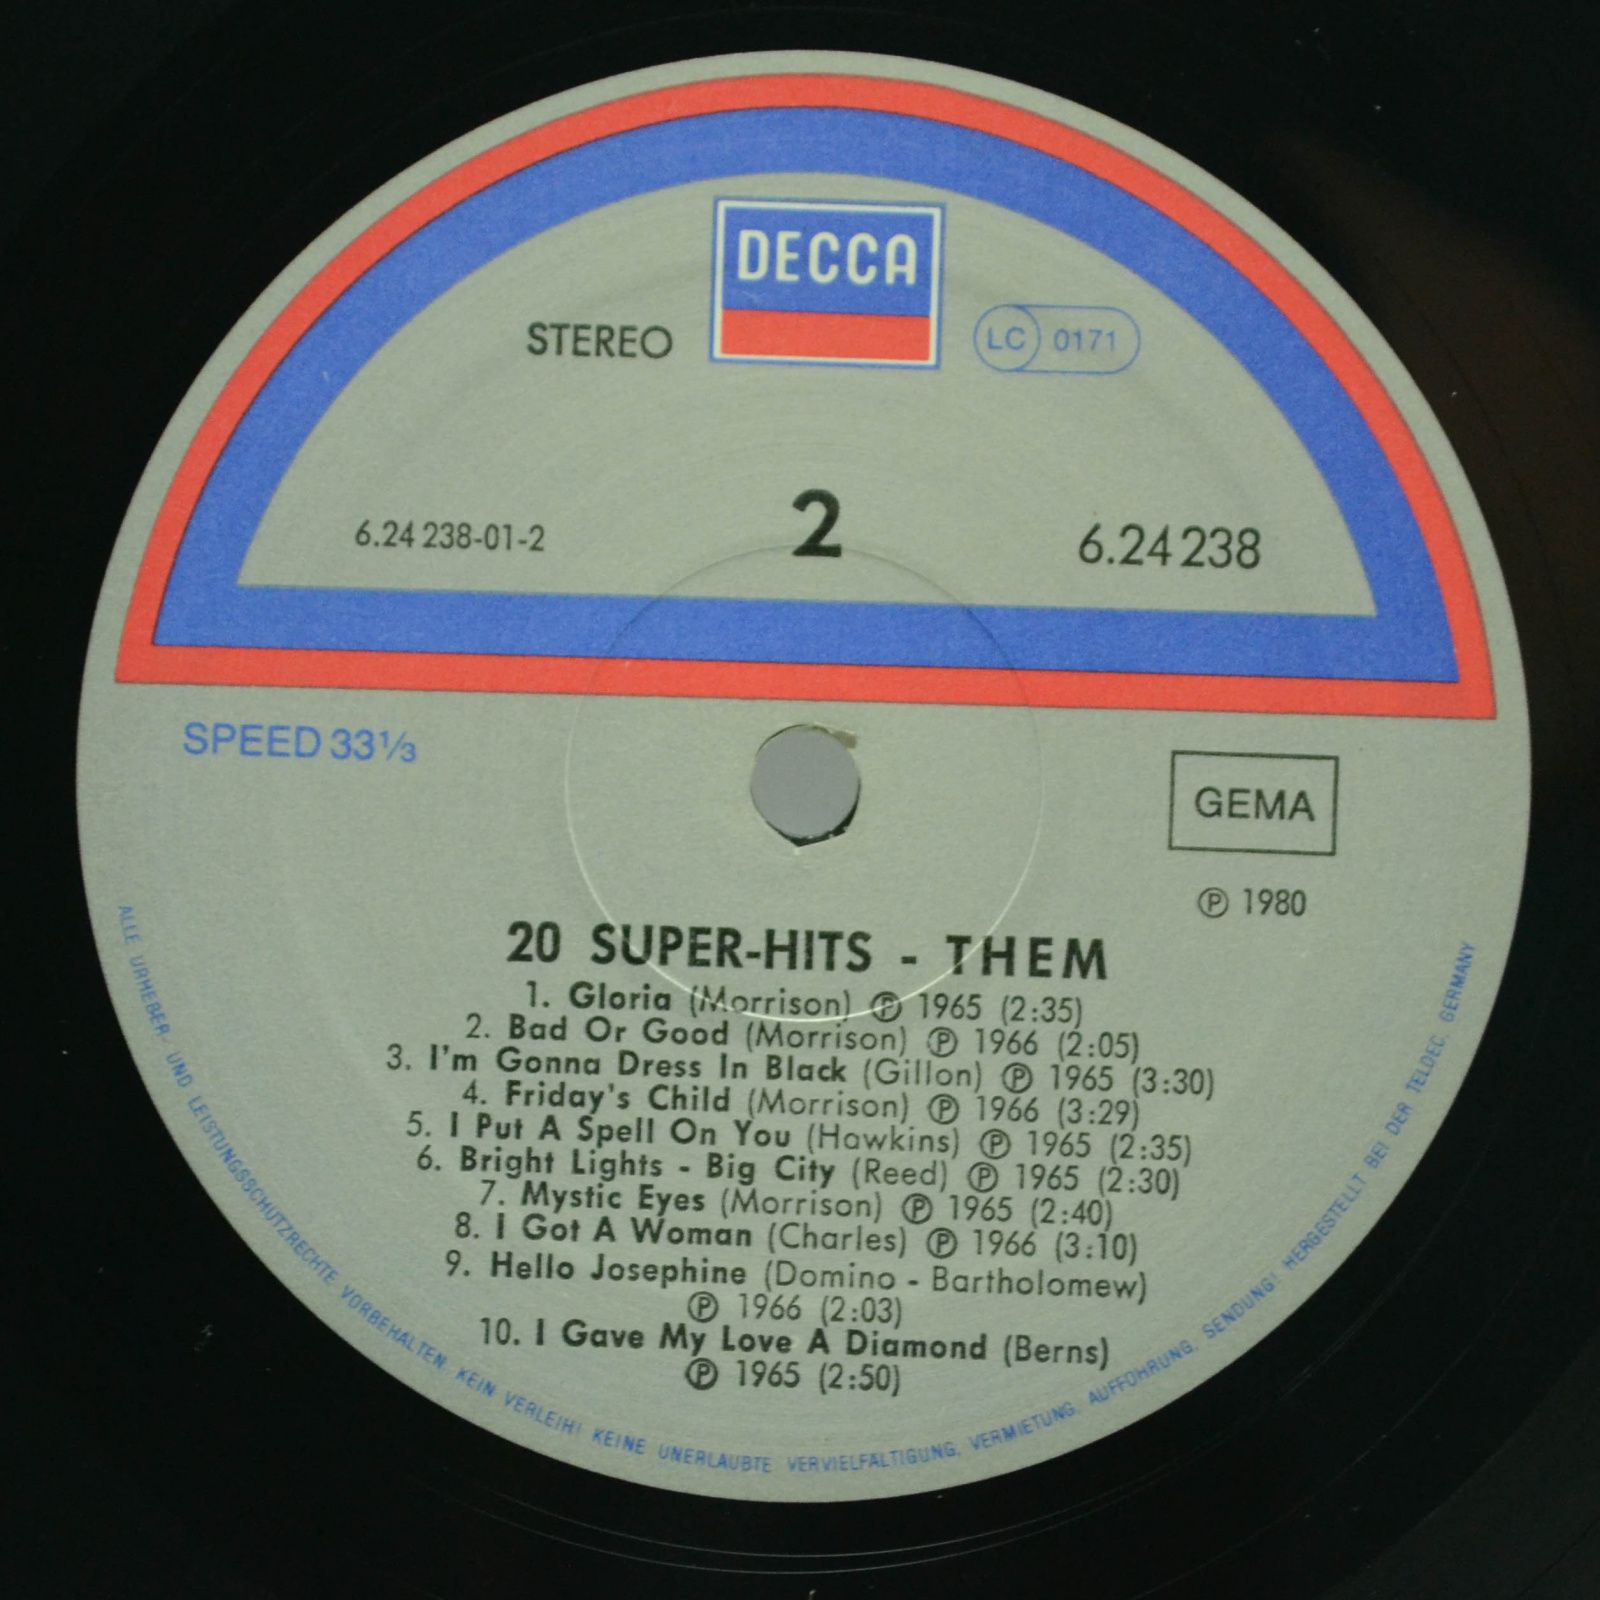 DECCA
STEREO
LC 0171
6.24 238-01-2
2
6.24 238
SPEED 33⅓
GEMA
℗ 1980
20 SUPER-HITS - THEM
1. Gloria (Morrison) ℗ 1965 (2:35)
2. Bad Or Good (Morrison) ℗ 1966 (2:05)
3. I'm Gonna Dress In Black (Gillon) ℗ 1965 (3:30)
4. Friday's Child (Morrison) ℗ 1966 (3:29)
5. I Put A Spell On You (Hawkins) ℗ 1965 (2:35)
6. Bright Lights - Big City (Reed) ℗ 1965 (2:30)
7. Mystic Eyes (Morrison) ℗ 1965 (2:40)
8. I Got A Woman (Charles) ℗ 1966 (3:10)
9. Hello Josephine (Domino - Bartholomew)
℗ 1966 (2:03)
10. I Gave My Love A Diamond (Berns)
℗ 1965 (2:50)
ALLE URHEBER- UND LEISTUNGSSCHUTZRECHTE VORBEHALTEN. KEIN VERLEIH! KEINE UNERLAUBTE VERVIELFÄLTIGUNG, VERMIETUNG, AUFFÜHRUNG, SENDUNG! HERGESTELLT BEI DER TELDEC, GERMANY